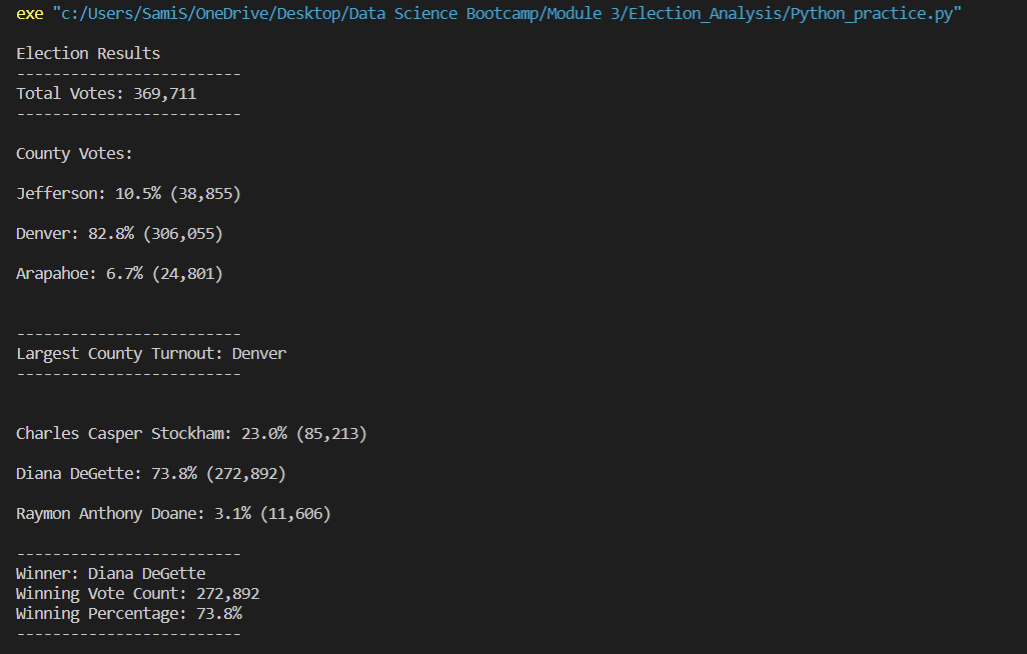 exe "c:/Users/SamiS/OneDrive/Desktop/Data Science Bootcamp/Module 3/Election_Analysis/Python_practice.py"
Election Results
-------------------------
Total Votes: 369,711
-------------------------
County Votes:
Jefferson: 10.5% (38,855)
Denver: 82.8% (306,055)
Arapahoe: 6.7% (24,801)
-------------------------
Largest County Turnout: Denver
-------------------------
Charles Casper Stockham: 23.0% (85,213)
Diana DeGette: 73.8% (272,892)
Raymon Anthony Doane: 3.1% (11,606)
-------------------------
Winner: Diana DeGette
Winning Vote Count: 272,892
Winning Percentage: 73.8%
-------------------------